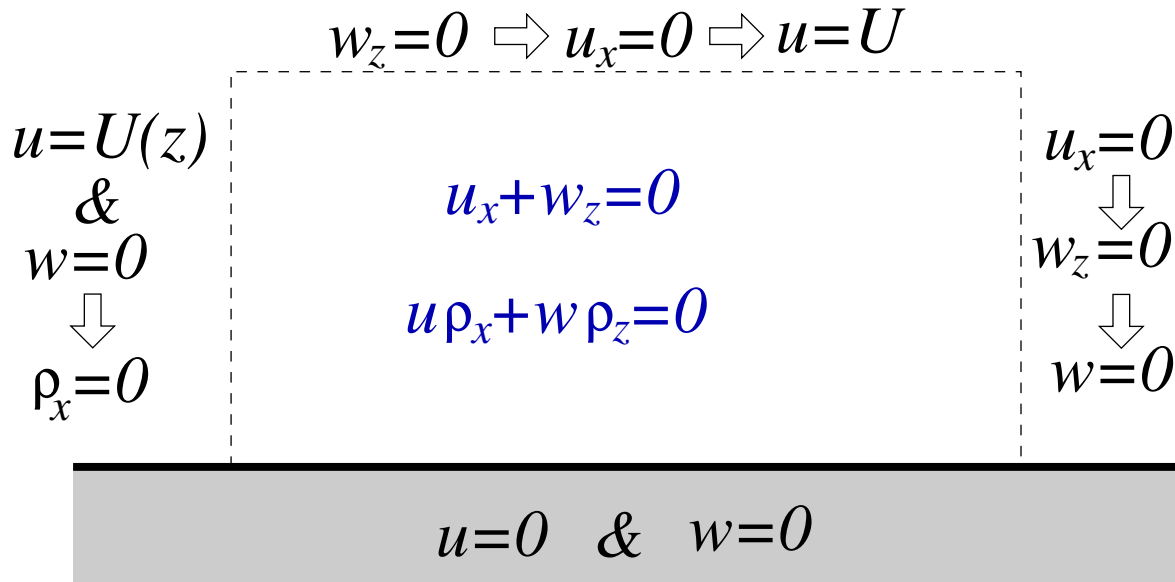 w_z=0 ⇨ u_x=0 ⇨ u=U
u=U(z)
&
w=0
⇩
ρ_x=0
u_x+w_z=0
uρ_x+wρ_z=0
u_x=0
⇩
w_z=0
⇩
w=0
u=0 & w=0